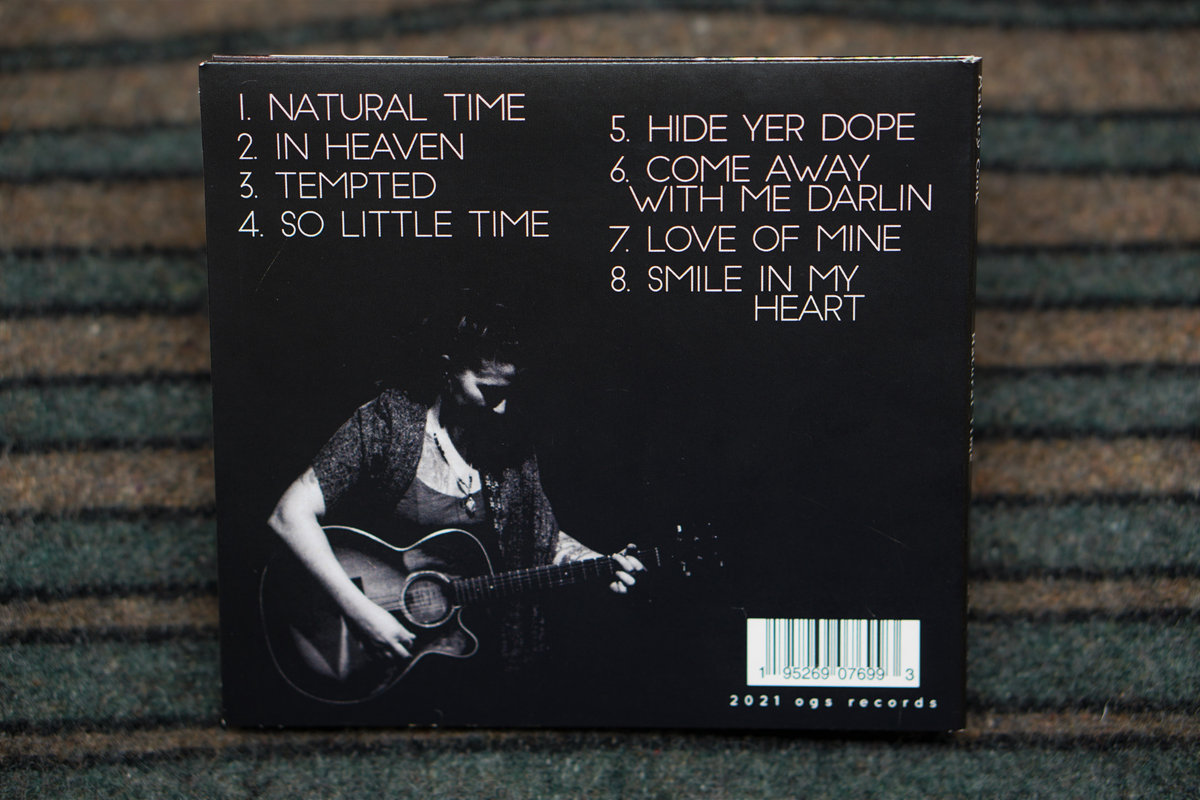 1. NATURAL TIME
2. IN HEAVEN
3. TEMPTED
4. SO LITTLE TIME
5. HIDE YER DOPE
6. COME AWAY
WITH ME DARLIN
7. LOVE OF MINE
8. SMILE IN MY
HEART
1 95269 07699 3
2021 ogs records